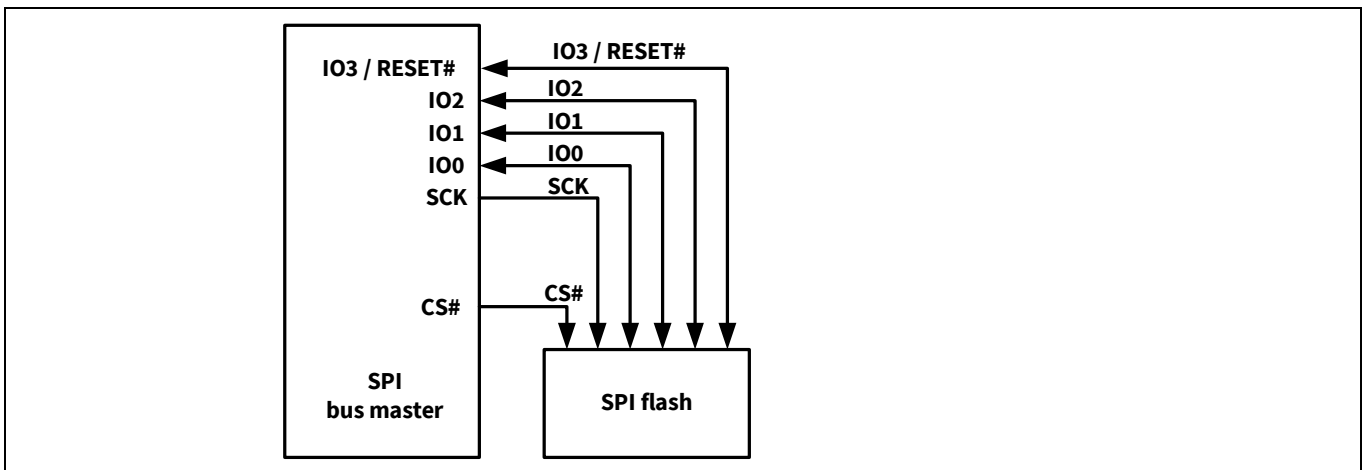 IO3 / RESET#
IO3 / RESET#
IO2
IO2
IO1
IO1
IO0
IO0
SCK
SCK
CS#
CS#
SPI
bus master
SPI flash